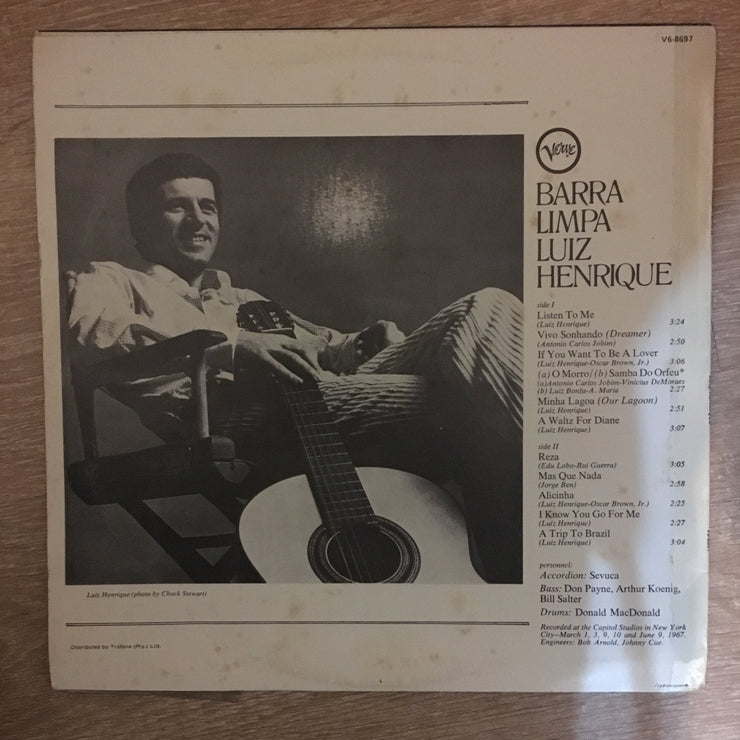 V6-8697
Verve
BARRA
LIMPA
LUIZ
HENRIQUE
side I
Listen To Me
(Luiz Henrique) 3:24
Vivo Sonhando (Dreamer)
(Antonio Carlos Jobim) 2:50
If You Want To Be A Lover
(Luiz Henrique-Oscar Brown, Jr.) 3:06
(a) O Morro/(b) Samba Do Orfeu*
(a)Antonio Carlos Jobim-Vinicius DeMoraes
(b) Luiz Bonfa-A. Maria 2:27
Minha Lagoa (Our Lagoon)
(Luiz Henrique) 2:51
A Waltz For Diane
(Luiz Henrique) 3:07
side II
Reza
(Edu Lobo-Rui Guerra) 3:05
Mas Que Nada
(Jorge Ben) 2:58
Alicinha
(Luiz Henrique-Oscar Brown, Jr.) 2:25
I Know You Go For Me
(Luiz Henrique) 2:27
A Trip To Brazil
(Luiz Henrique) 3:04
personnel:
Accordion: Sevuca
Bass: Don Payne, Arthur Koenig,
Bill Salter
Drums: Donald MacDonald
Recorded at the Capitol Studios in New York
City—March 1, 3, 9, 10 and June 9, 1967.
Engineers: Bob Arnold, Johnny Cue.
Luiz Henrique (photo by Chuck Stewart)
Distributed by Trutone (Pty.) Ltd.